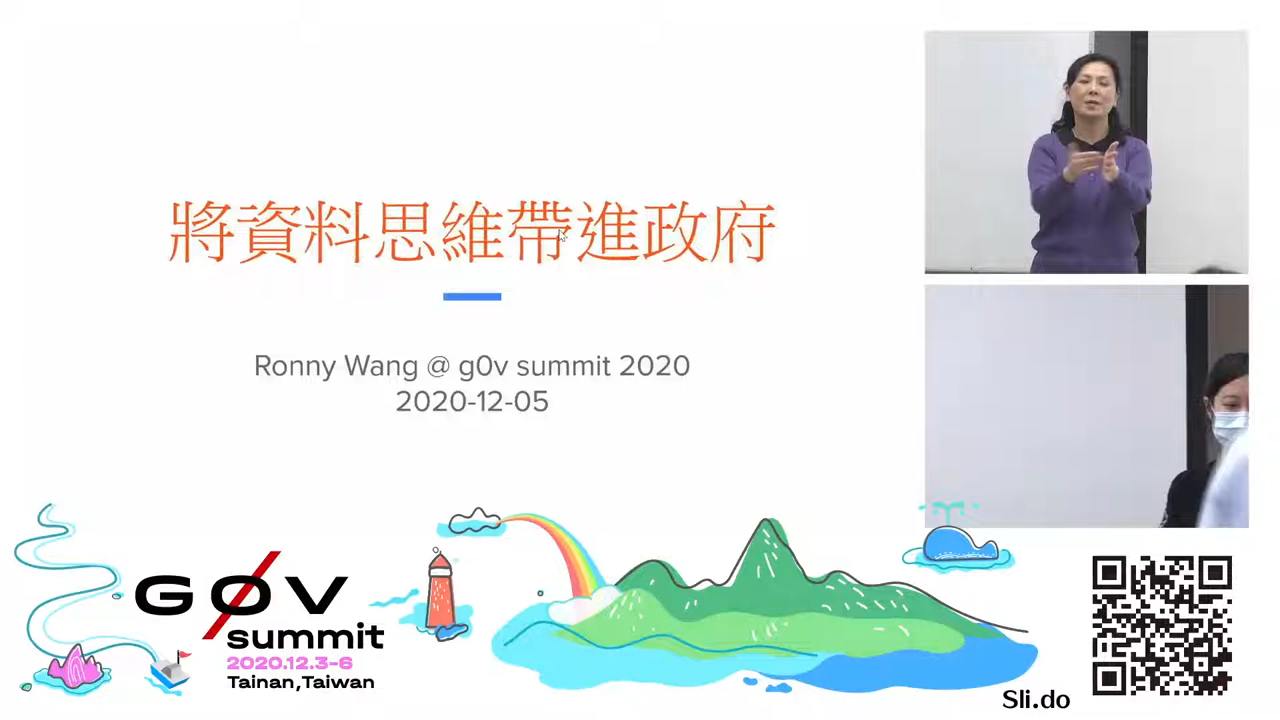 將資料思維帶進政府
Ronny Wang @ g0v summit 2020
2020-12-05
GØV
summit
2020.12.3-6
Tainan,Taiwan
Sli.do